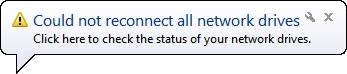 Could not reconnect all network drives
Click here to check the status of your network drives.